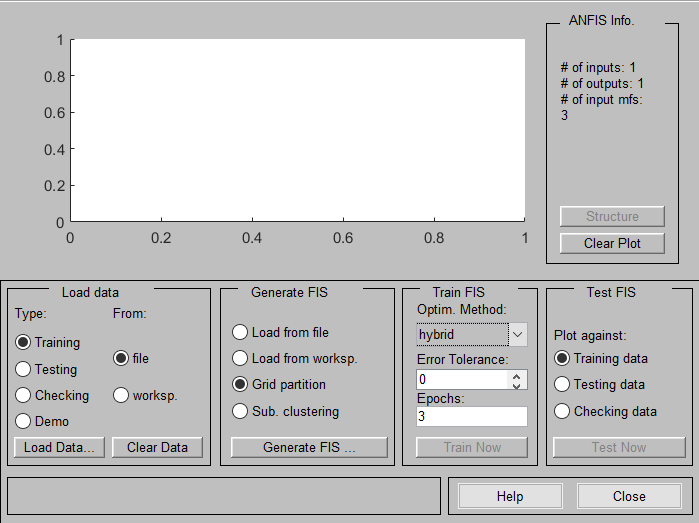 ANFIS Info.
1
0.8
0.6
0.4
0.2
0
0
0.2
0.4
0.6
0.8
1
# of inputs: 1
# of outputs: 1
# of input mfs:
3
Structure
Clear Plot
Load data
Type:
From:
Training
Testing
Checking
Demo
file
worksp.
Load Data...
Clear Data
Generate FIS
Load from file
Load from worksp.
Grid partition
Sub. clustering
Generate FIS ...
Train FIS
Optim. Method:
hybrid
Error Tolerance:
0
Epochs:
3
Train Now
Test FIS
Plot against:
Training data
Testing data
Checking data
Test Now
Help
Close